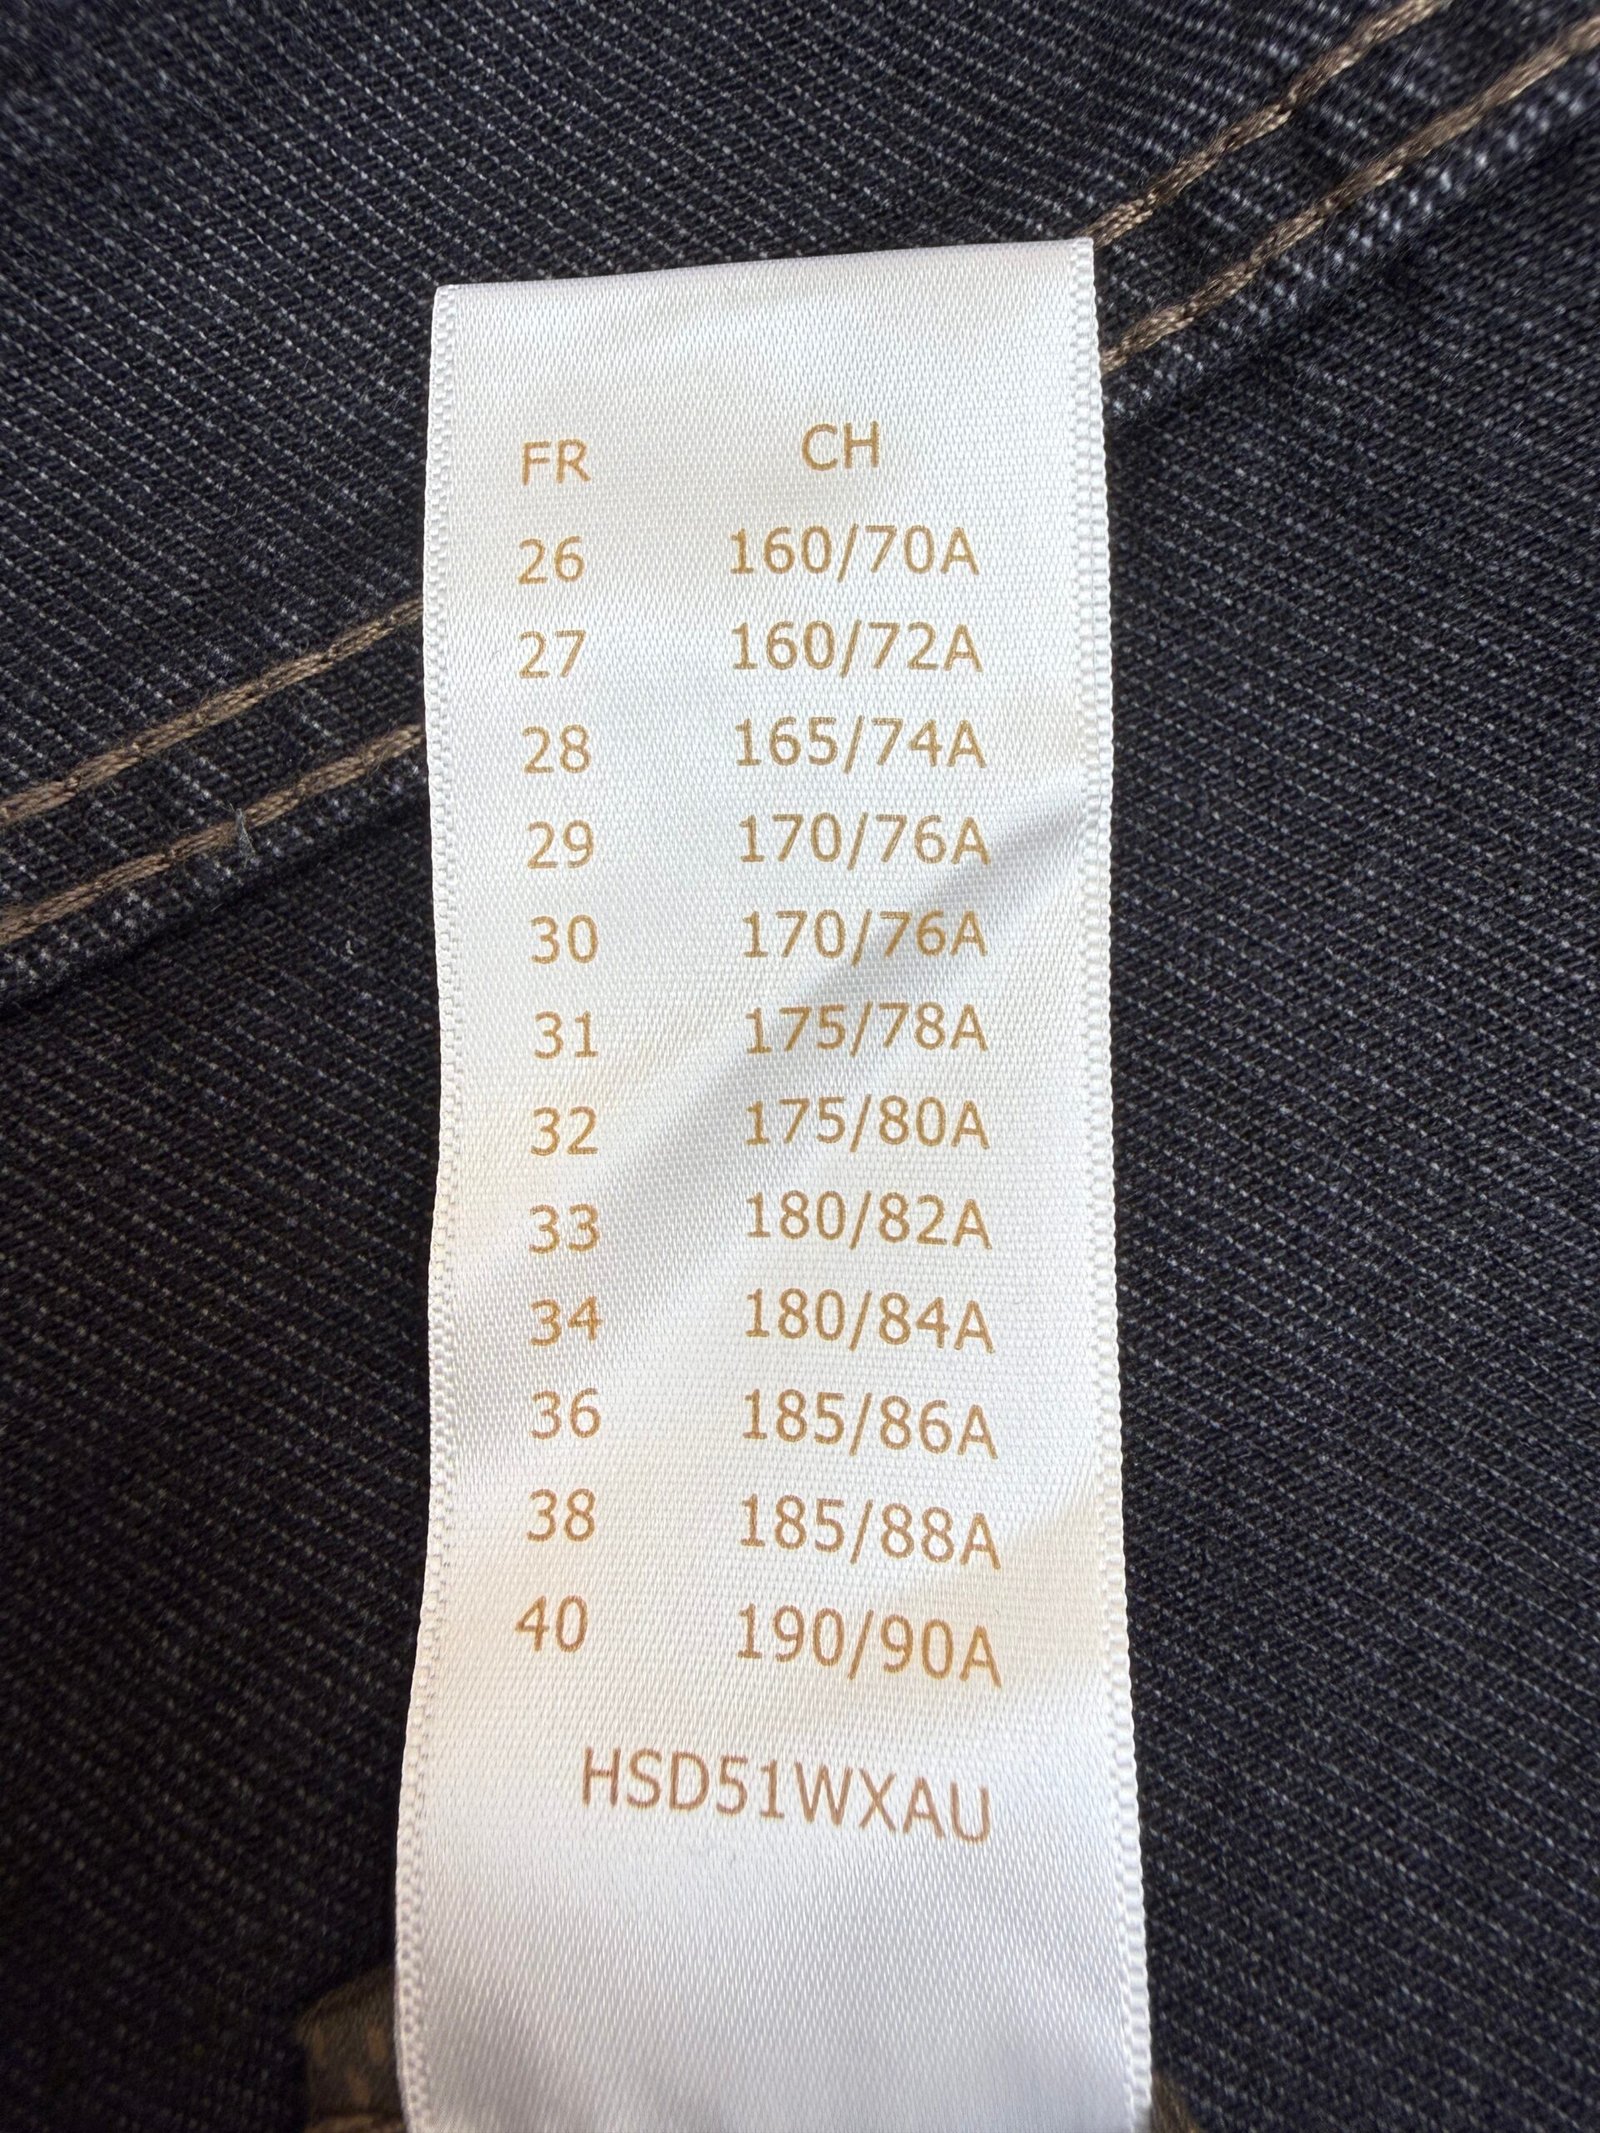 FR CH
26 160/70A
27 160/72A
28 165/74A
29 170/76A
30 170/76A
31 175/78A
32 175/80A
33 180/82A
34 180/84A
36 185/86A
38 185/88A
40 190/90A
HSD51WXAU